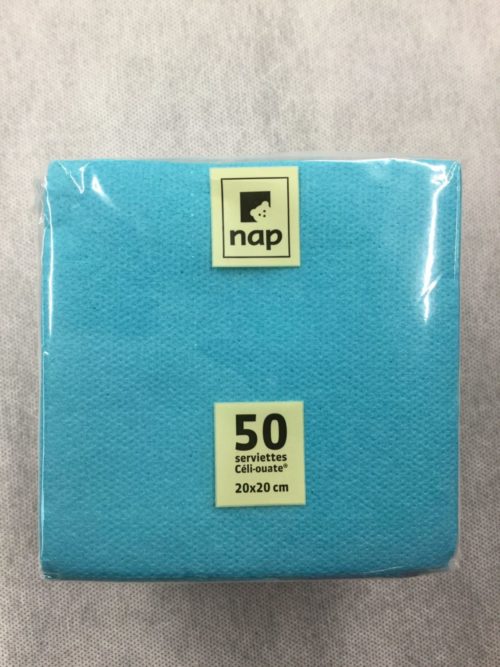 nap
50
serviettes
Céli-ouate®
20x20 cm